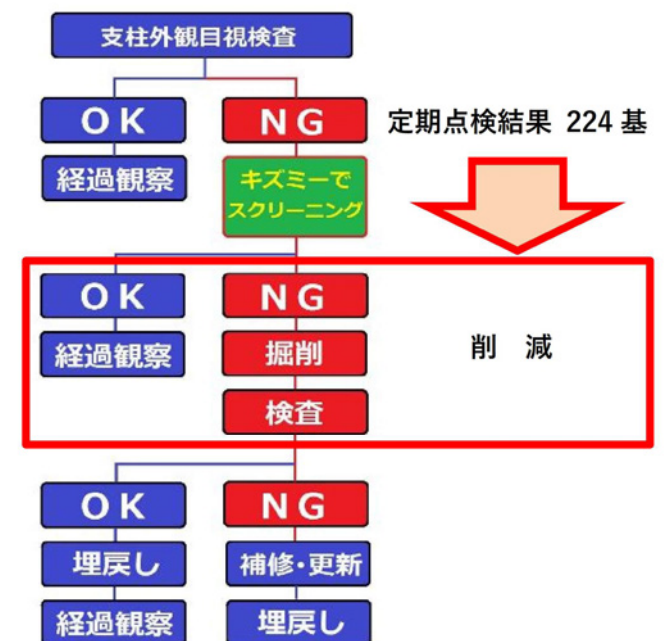 支柱外観目視検査
OK
NG
定期点検結果 224 基
経過観察
キズミーで
スクリーニング
OK
NG
経過観察
掘削
削 減
検査
OK
NG
埋戻し
補修・更新
経過観察
埋戻し